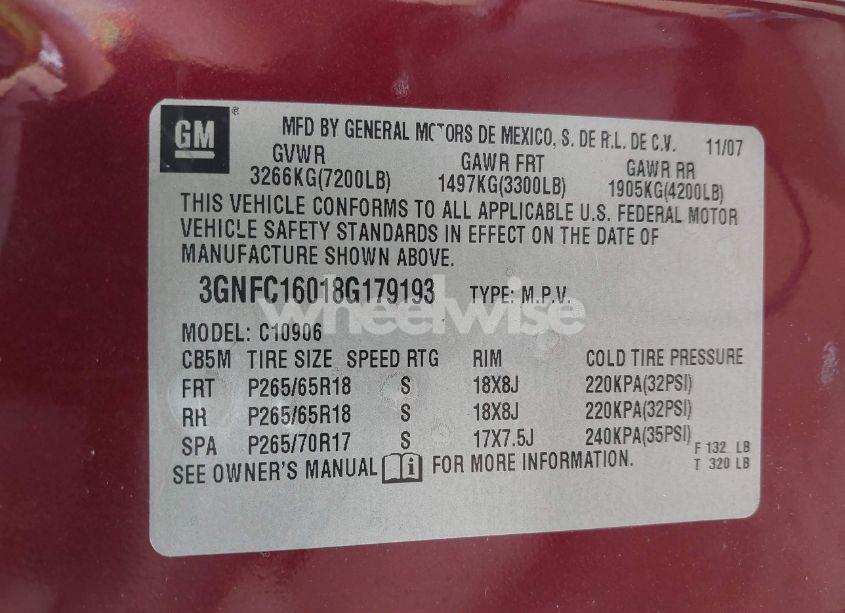 GM ®
MFD BY GENERAL MOTORS DE MEXICO, S. DE R.L. DE C.V. 11/07
GVWR GAWR FRT GAWR RR
3266KG(7200LB) 1497KG(3300LB) 1905KG(4200LB)
THIS VEHICLE CONFORMS TO ALL APPLICABLE U.S. FEDERAL MOTOR
VEHICLE SAFETY STANDARDS IN EFFECT ON THE DATE OF
MANUFACTURE SHOWN ABOVE.
3GNFC16018G179193 TYPE: M.P.V.
wheelwise
MODEL: C10906
CB5M TIRE SIZE SPEED RTG RIM COLD TIRE PRESSURE
FRT P265/65R18 S 18X8J 220KPA(32PSI)
RR P265/65R18 S 18X8J 220KPA(32PSI)
SPA P265/70R17 S 17X7.5J 240KPA(35PSI)
F 132 LB
T 320 LB
SEE OWNER'S MANUAL i FOR MORE INFORMATION.